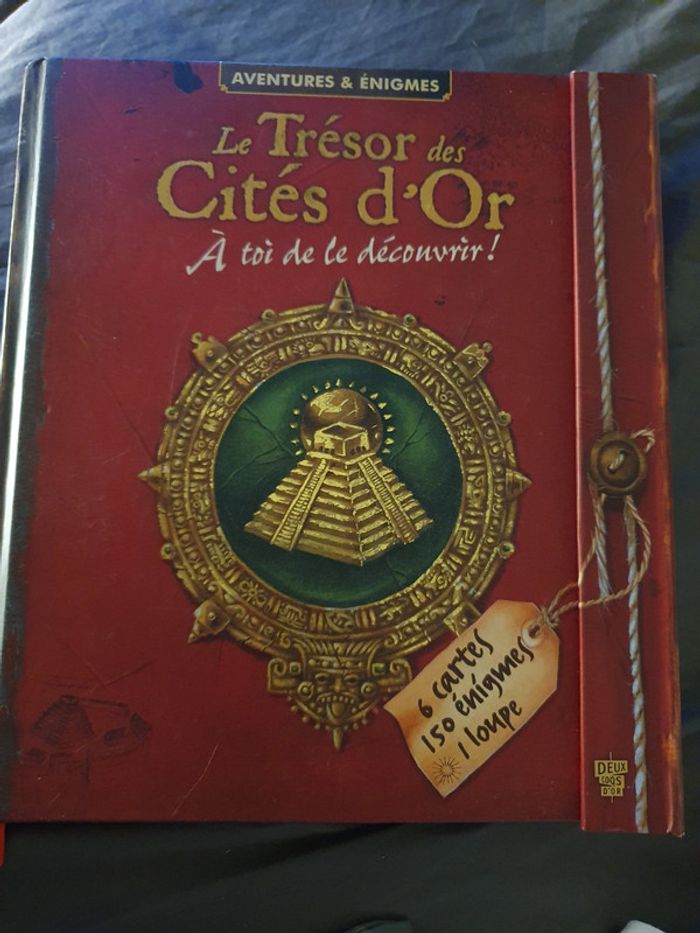 AVENTURES & ÉNIGMES
Le Trésor des
Cités d'Or
À toi de le découvrir !
6 cartes
150 énigmes
1 loupe
DEUX
COQS
D'OR